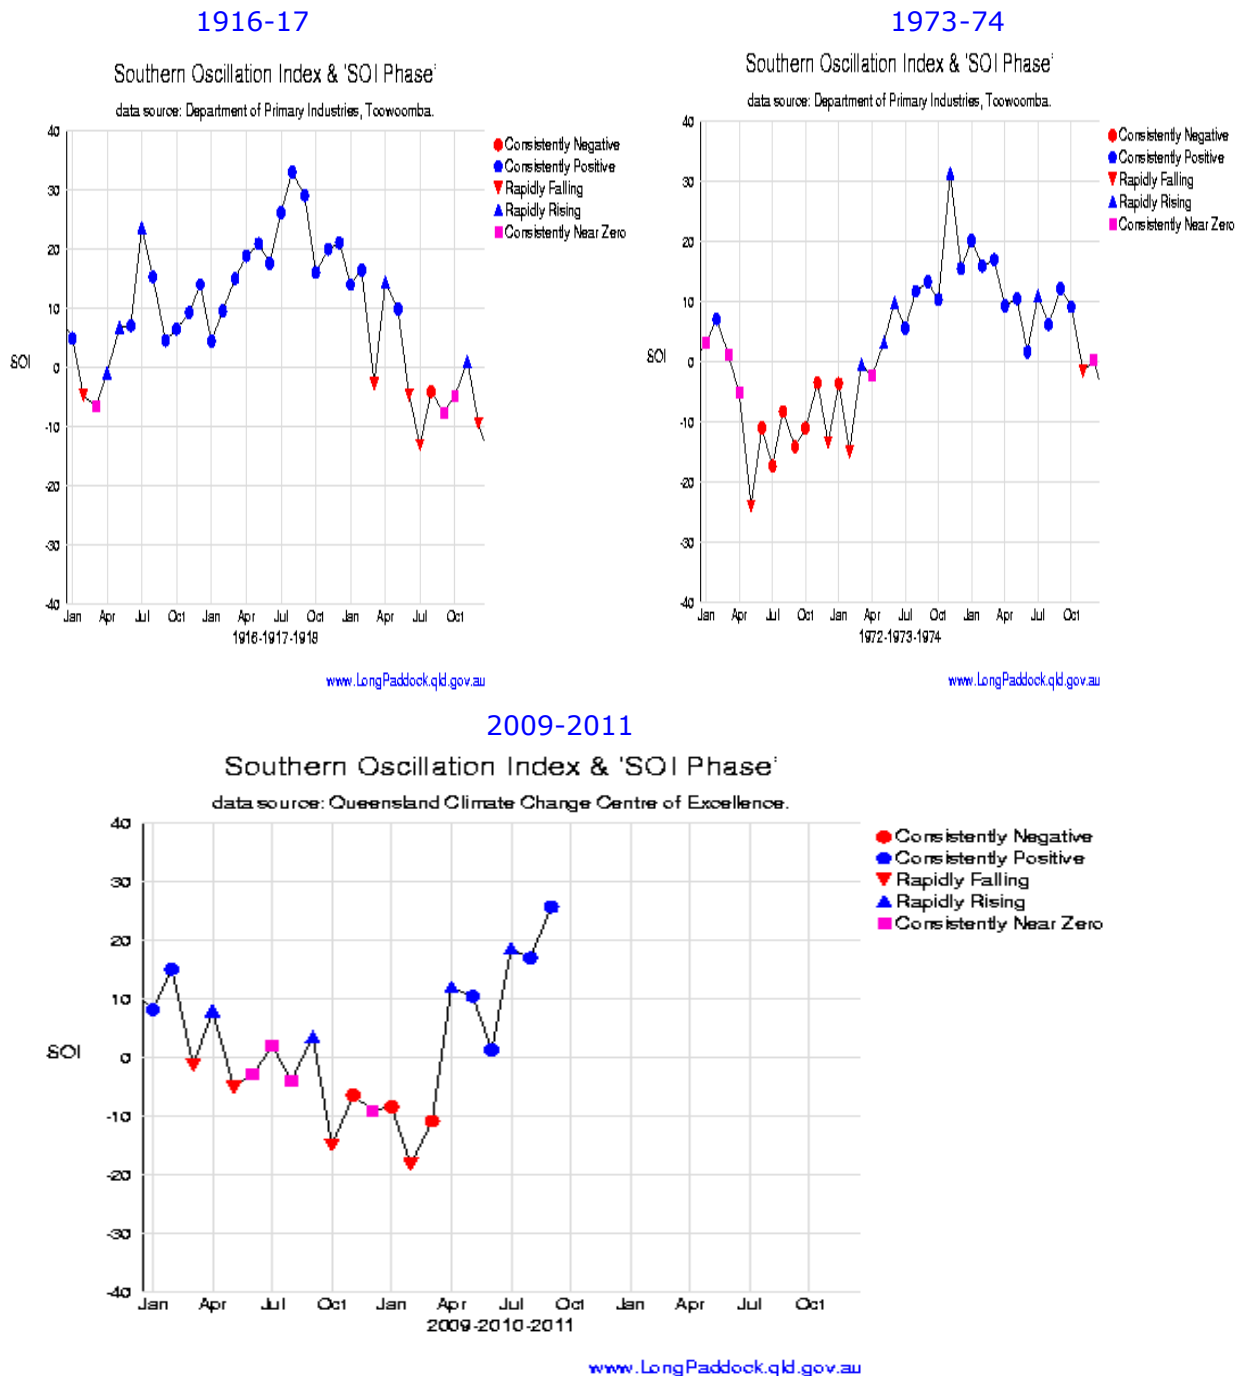 1916-17
Southern Oscillation Index & 'SOI Phase'
data source: Department of Primary Industries, Toowoomba.
40
30
20
10
0
-10
-20
-30
-40
SOI
Jan Apr Jul Oct Jan Apr Jul Oct Jan Apr Jul Oct
1916-1917-1918
Consistently Negative
Consistently Positive
Rapidly Falling
Rapidly Rising
Consistently Near Zero
www.LongPaddock.qld.gov.au
1973-74
Southern Oscillation Index & 'SOI Phase'
data source: Department of Primary Industries, Toowoomba.
40
30
20
10
0
-10
-20
-30
-40
SOI
Jan Apr Jul Oct Jan Apr Jul Oct Jan Apr Jul Oct
1972-1973-1974
Consistently Negative
Consistently Positive
Rapidly Falling
Rapidly Rising
Consistently Near Zero
www.LongPaddock.qld.gov.au
2009-2011
Southern Oscillation Index & 'SOI Phase'
data source: Queensland Climate Change Centre of Excellence.
40
30
20
10
0
-10
-20
-30
-40
SOI
Jan Apr Jul Oct Jan Apr Jul Oct Jan Apr Jul Oct
2009-2010-2011
Consistently Negative
Consistently Positive
Rapidly Falling
Rapidly Rising
Consistently Near Zero
www.LongPaddock.qld.gov.au